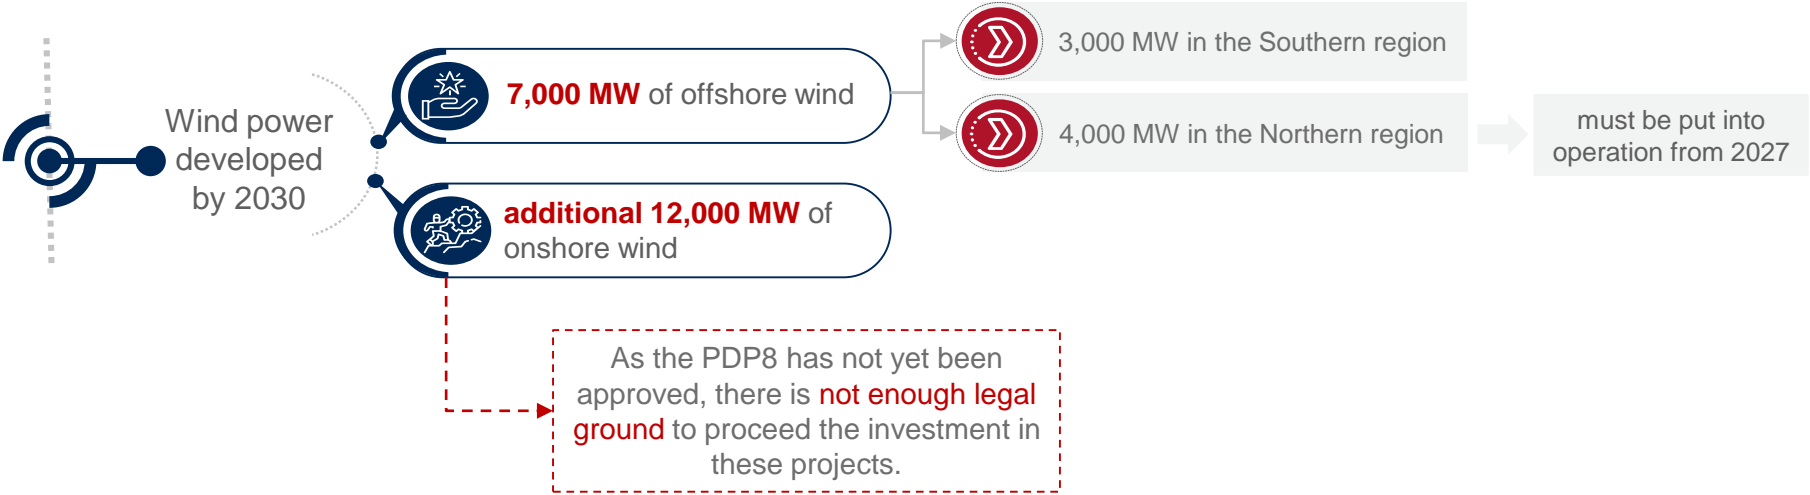 Wind power
developed
by 2030
7,000 MW of offshore wind
3,000 MW in the Southern region
4,000 MW in the Northern region
must be put into
operation from 2027
additional 12,000 MW of
onshore wind
As the PDP8 has not yet been
approved, there is not enough legal
ground to proceed the investment in
these projects.